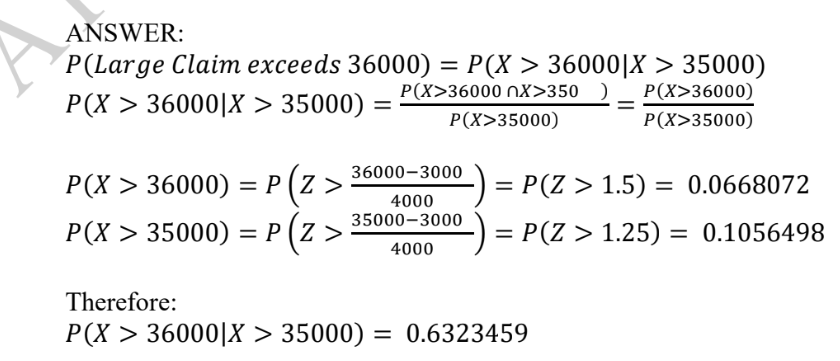 ANSWER:
P(Large Claim exceeds 36000) = P(X > 36000|X > 35000)
P(X > 36000|X > 35000) = P(X>36000 ∩X>350 ) / P(X>35000) = P(X>36000) / P(X>35000)
P(X > 36000) = P(Z > 36000−3000 / 4000) = P(Z > 1.5) = 0.0668072
P(X > 35000) = P(Z > 35000−3000 / 4000) = P(Z > 1.25) = 0.1056498
Therefore:
P(X > 36000|X > 35000) = 0.6323459